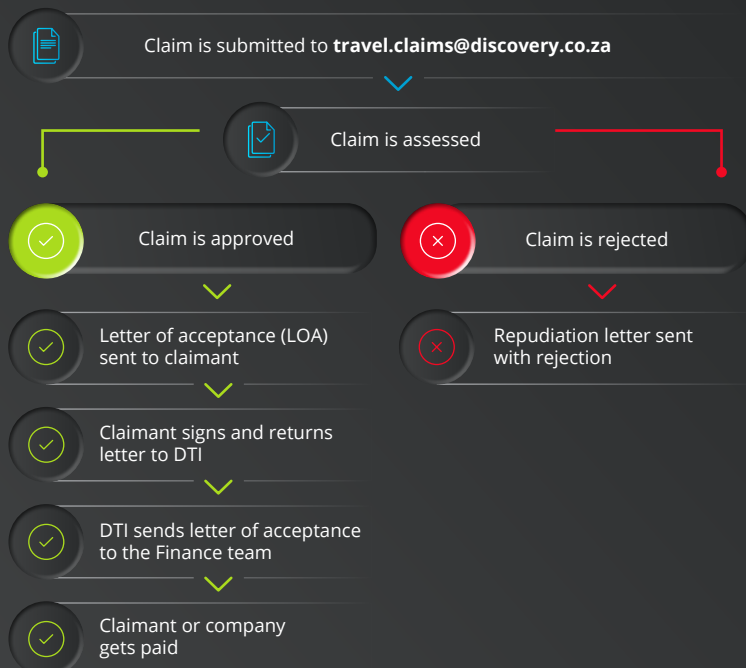 Claim is submitted to travel.claims@discovery.co.za
Claim is assessed
Claim is approved
Letter of acceptance (LOA)
sent to claimant
Claimant signs and returns
letter to DTI
DTI sends letter of acceptance
to the Finance team
Claimant or company
gets paid
Claim is rejected
Repudiation letter sent
with rejection